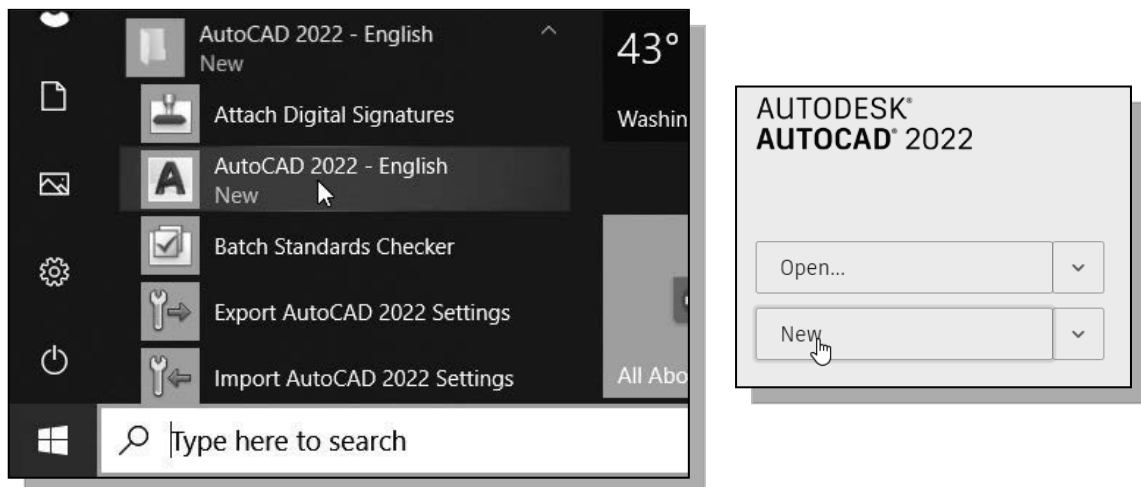 AutoCAD 2022 - English
New
Attach Digital Signatures
AutoCAD 2022 - English
New
Batch Standards Checker
Export AutoCAD 2022 Settings
Import AutoCAD 2022 Settings
Type here to search
43°
Washin
All Abo
AUTODESK®
AUTOCAD® 2022
Open...
New